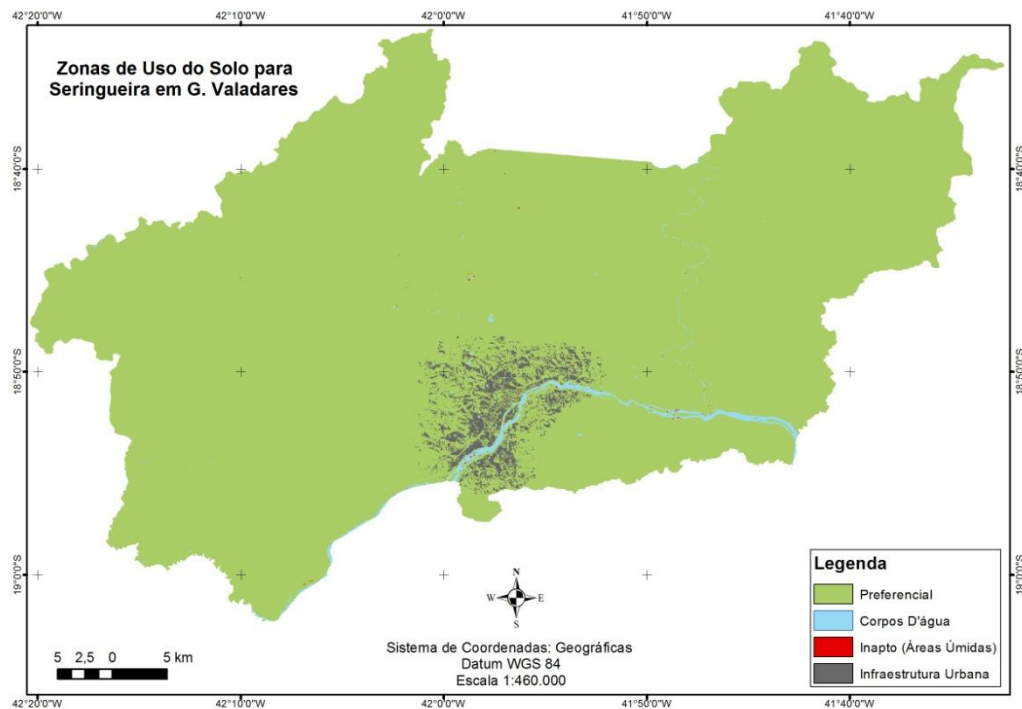 42°20'0"W 42°10'0"W 42°0'0"W 41°50'0"W 41°40'0"W
Zonas de Uso do Solo para
Seringueira em G. Valadares
18°40'0"S 18°40'0"S
18°50'0"S 18°50'0"S
19°0'0"S 19°0'0"S
N
W E
S
Legenda
Preferencial
Corpos D'água
Inapto (Áreas Úmidas)
Infraestrutura Urbana
Sistema de Coordenadas: Geográficas
Datum WGS 84
Escala 1:460.000
5 2,5 0 5 km
42°20'0"W 42°10'0"W 42°0'0"W 41°50'0"W 41°40'0"W